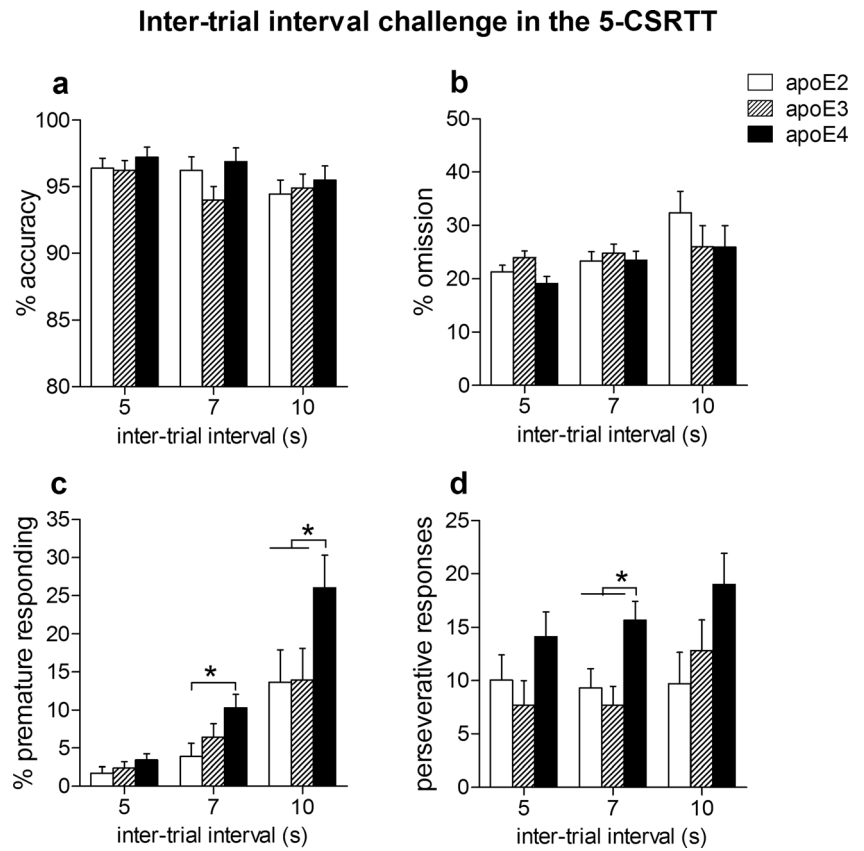 Inter-trial interval challenge in the 5-CSRTT
a
% accuracy
100
95
90
85
80
5 7 10
inter-trial interval (s)
b
apoE2
apoE3
apoE4
% omission
50
40
30
20
10
0
5 7 10
inter-trial interval (s)
c
% premature responding
35
30
25
20
15
10
5
0
*
*
5 7 10
inter-trial interval (s)
d
perseverative responses
25
20
15
10
5
0
*
5 7 10
inter-trial interval (s)